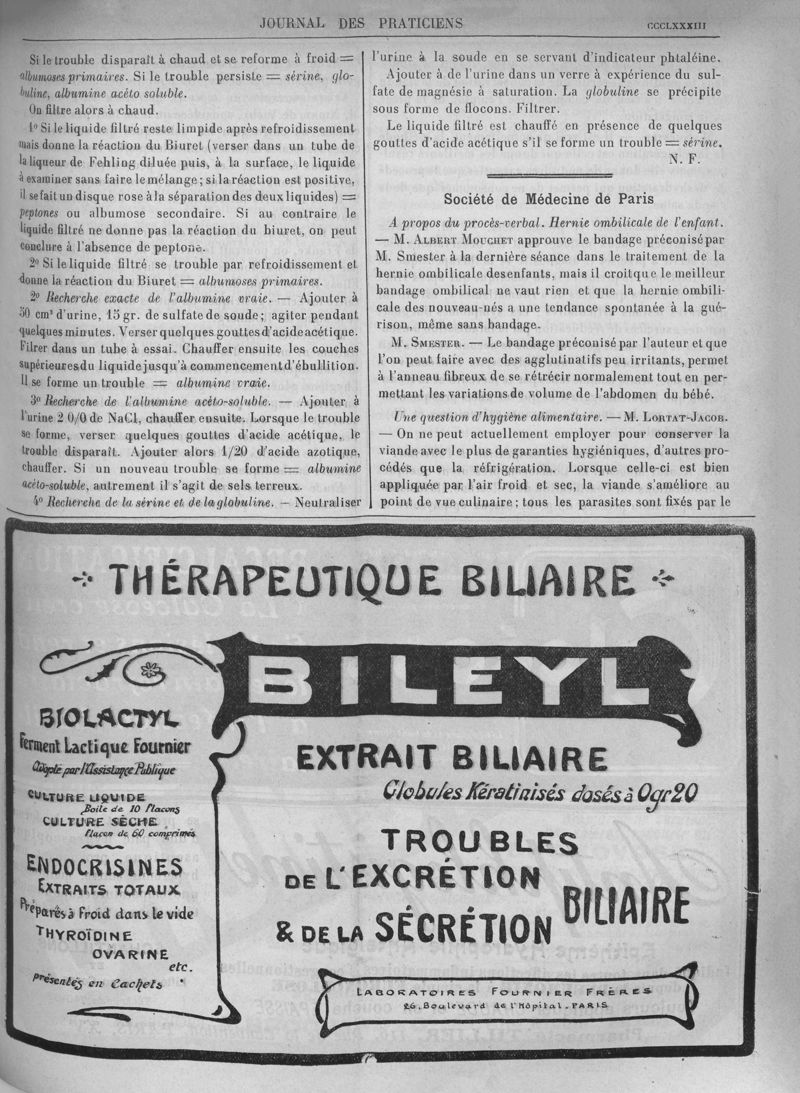 JOURNAL DES PRATICIENS
CCCLXXXIII
Si le trouble disparaît à chaud et se reforme à froid =
albumoses primaires. Si le trouble persiste = sérine, glo-
buline, albumine acéto soluble.
On filtre alors à chaud.
1º Si le liquide filtré reste limpide après refroidissement
mais donne la réaction du Biuret (verser dans un tube de
la liqueur de Fehling diluée puis, à la surface, le liquide
à examiner sans faire le mélange ; si la réaction est positive,
il se fait un disque rose à la séparation des deux liquides) =
peptones ou albumose secondaire. Si au contraire le
liquide filtré ne donne pas la réaction du biuret, on peut
conclure à l'absence de peptone.
2º Si le liquide filtré se trouble par refroidissement et
donne la réaction du Biuret = albumoses primaires.
2º Recherche exacte de l'albumine vraie. — Ajouter à
50 cm³ d'urine, 15 gr. de sulfate de soude ; agiter pendant
quelques minutes. Verser quelques gouttes d'acide acétique.
Filrer dans un tube à essai. Chauffer ensuite les couches
supérieures du liquide jusqu'à commencement d'ébullition.
Il se forme un trouble = albumine vraie.
3º Recherche de l'albumine acéto-soluble. — Ajouter à
l'urine 2 0/0 de NaCl, chauffer ensuite. Lorsque le trouble
se forme, verser quelques gouttes d'acide acétique, le
trouble disparaît. Ajouter alors 1/20 d'acide azotique,
chauffer. Si un nouveau trouble se forme = albumine
acéto-soluble, autrement il s'agit de sels terreux.
4º Recherche de la sérine et de la globuline. — Neutraliser
l'urine à la soude en se servant d'indicateur phtaléine.
Ajouter à de l'urine dans un verre à expérience du sul-
fate de magnésie à saturation. La globuline se précipite
sous forme de flocons. Filtrer.
Le liquide filtré est chauffé en présence de quelques
gouttes d'acide acétique s'il se forme un trouble = sérine.
N. F.
Société de Médecine de Paris
A propos du procès-verbal. Hernie ombilicale de l'enfant.
— M. ALBERT MOUCHET approuve le bandage préconisé par
M. Smester à la dernière séance dans le traitement de la
hernie ombilicale des enfants, mais il croit que le meilleur
bandage ombilical ne vaut rien et que la hernie ombili-
cale des nouveau-nés a une tendance spontanée à la gué-
rison, même sans bandage.
M. SMESTER. — Le bandage préconisé par l'auteur et que
l'on peut faire avec des agglutinatifs peu irritants, permet
à l'anneau fibreux de se rétrécir normalement tout en per-
mettant les variations de volume de l'abdomen du bébé.
Une question d'hygiène alimentaire. — M. LORTAT-JACOB.
— On ne peut actuellement employer pour conserver la
viande avec le plus de garanties hygiéniques, d'autres pro-
cédés que la réfrigération. Lorsque celle-ci est bien
appliquée par l'air froid et sec, la viande s'améliore au
point de vue culinaire ; tous les parasites sont fixés par le
THÉRAPEUTIQUE BILIAIRE
BILEYL
BIOLACTYL
Ferment Lactique Fournier
Adopté par l'Assistance Publique
CULTURE LIQUIDE
Boite de 10 flacons
CULTURE SÈCHE
flacon de 60 comprimés
ENDOCRISINES
EXTRAITS TOTAUX
Préparés à Froid dans le vide
THYROÏDINE
OVARINE
etc.
Présentés en Cachets
EXTRAIT BILIAIRE
Globules Kératinisés dosés à 0gr20
TROUBLES
DE L'EXCRÉTION
& DE LA SÉCRÉTION
BILIAIRE
LABORATOIRES FOURNIER FRÈRES
26, Boulevard de l'Hôpital - PARIS